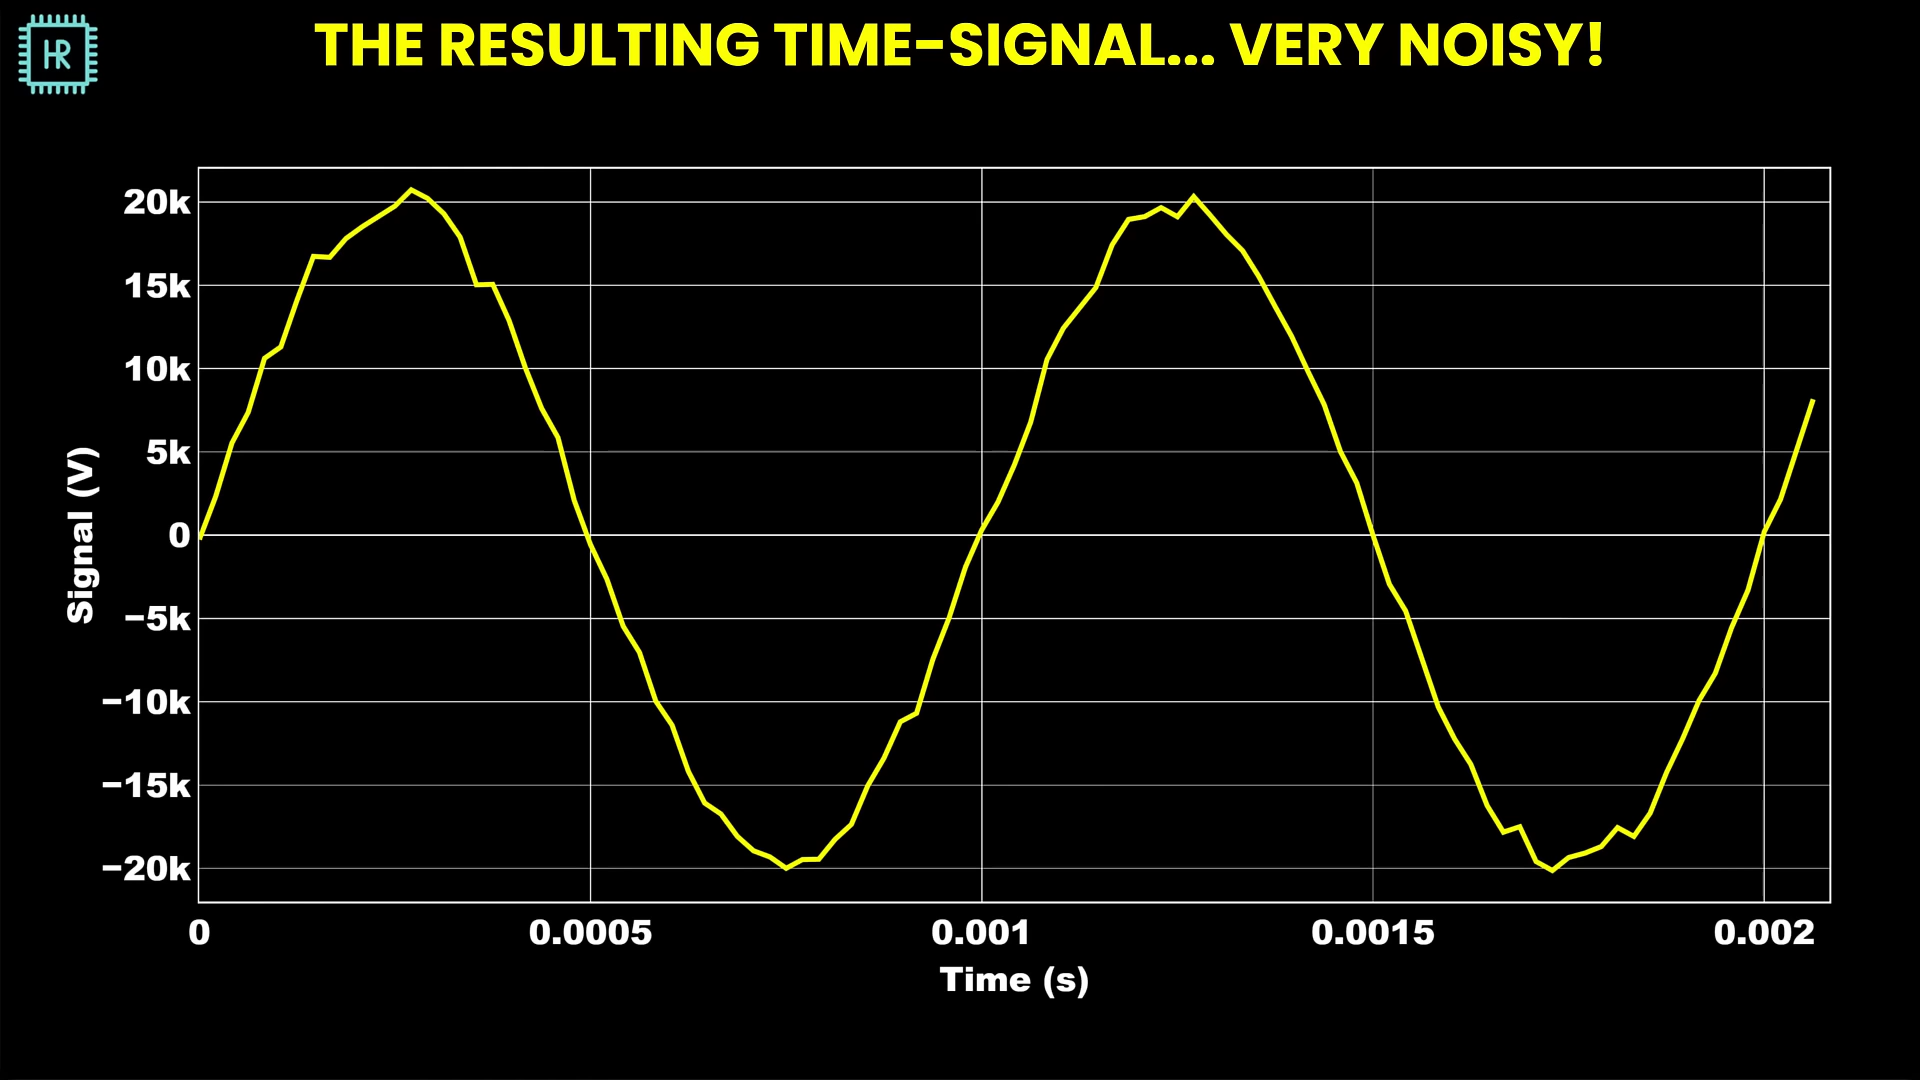 HR
THE RESULTING TIME-SIGNAL... VERY NOISY!
20k
15k
10k
5k
0
−5k
−10k
−15k
−20k
Signal (V)
0 0.0005 0.001 0.0015 0.002
Time (s)